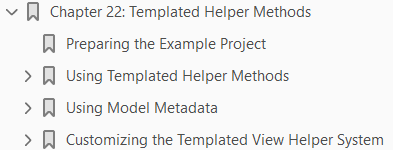 Chapter 22: Templated Helper Methods
Preparing the Example Project
Using Templated Helper Methods
Using Model Metadata
Customizing the Templated View Helper System